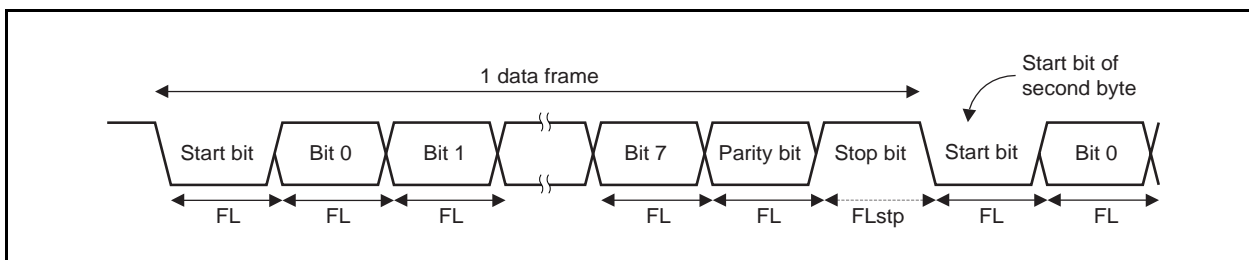 1 data frame
Start bit of
second byte
Start bit
Bit 0
Bit 1
Bit 7
Parity bit
Stop bit
Start bit
Bit 0
FL
FL
FL
FL
FL
FLstp
FL
FL